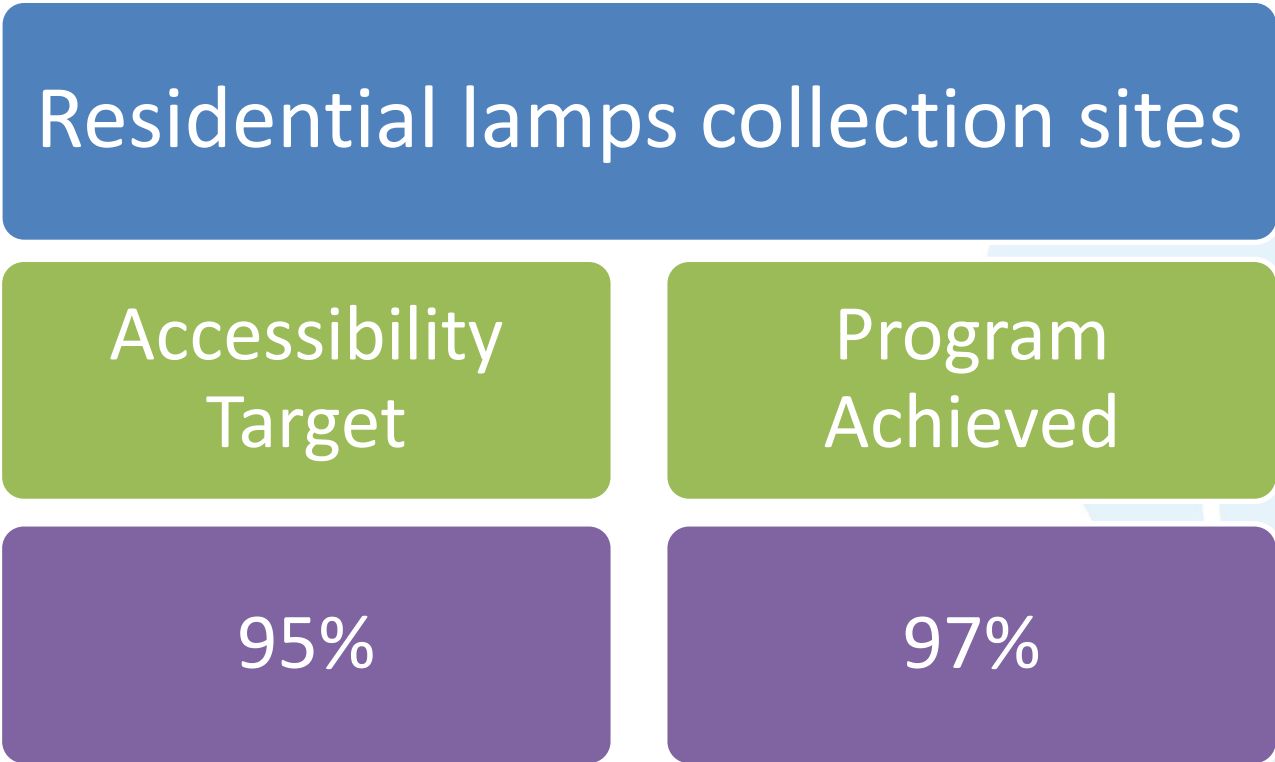 Residential lamps collection sites
Accessibility
Target
Program
Achieved
95%
97%